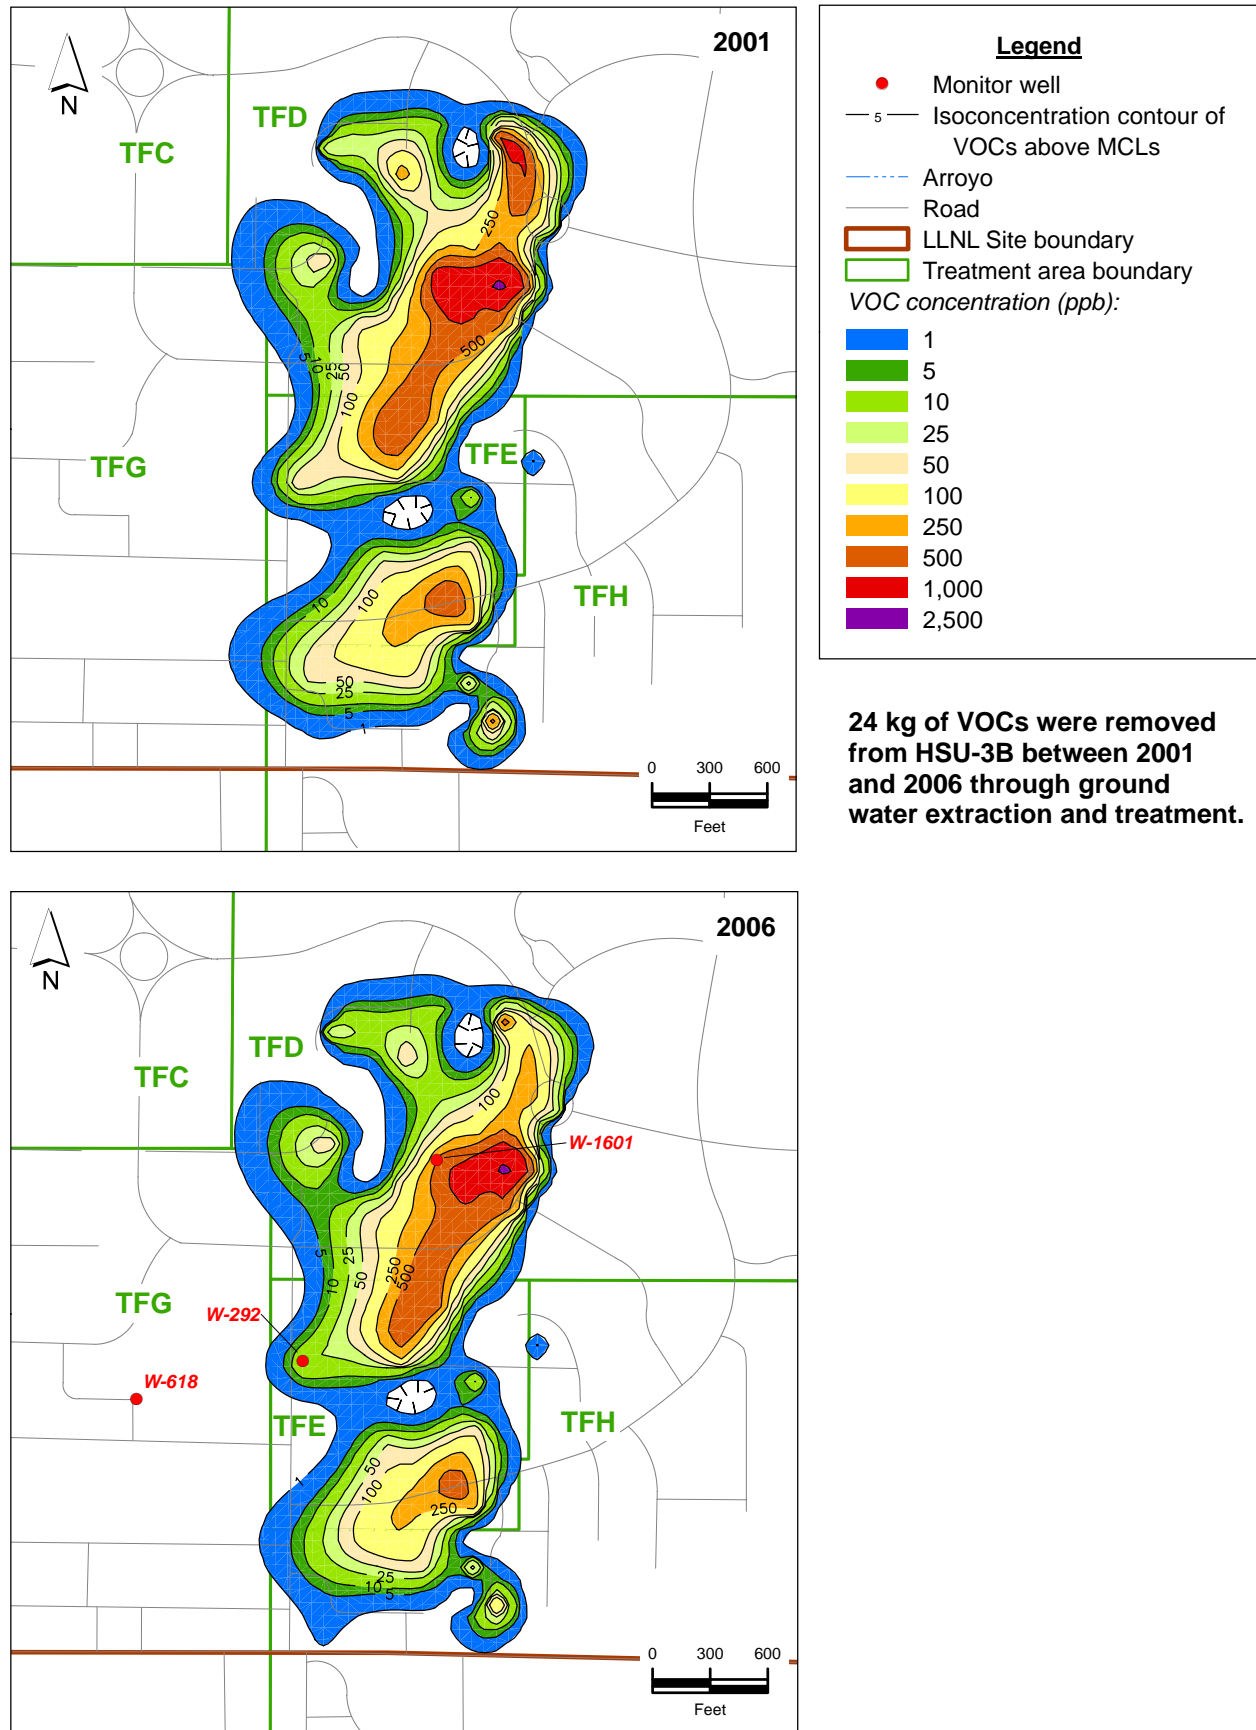 2001
N
TFD
TFC
250
500
5
10
25
50
100
TFG
TFE
TFH
10
100
50
25
5
1
0 300 600
Feet
Legend
Monitor well
5 Isoconcentration contour of
VOCs above MCLs
Arroyo
Road
LLNL Site boundary
Treatment area boundary
VOC concentration (ppb):
1
5
10
25
50
100
250
500
1,000
2,500
24 kg of VOCs were removed
from HSU-3B between 2001
and 2006 through ground
water extraction and treatment.
2006
N
TFD
TFC
100
W-1601
5
25
10
50
250
500
TFG
W-292
W-618
TFE
TFH
1
50
100
250
25
10
5
0 300 600
Feet